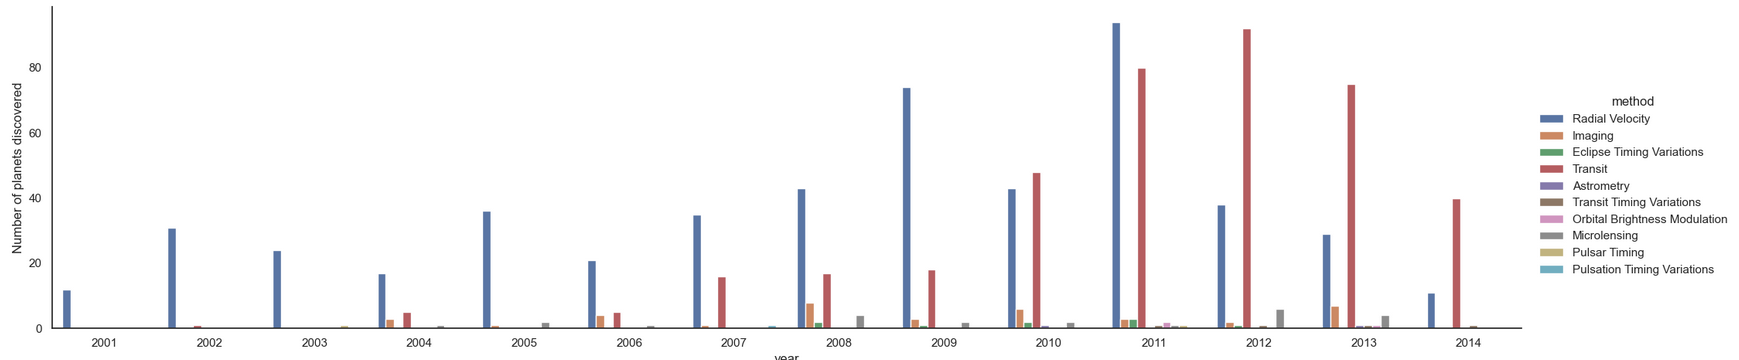 Number of planets discovered
80
60
40
20
0
2001 2002 2003 2004 2005 2006 2007 2008 2009 2010 2011 2012 2013 2014
year
method
Radial Velocity
Imaging
Eclipse Timing Variations
Transit
Astrometry
Transit Timing Variations
Orbital Brightness Modulation
Microlensing
Pulsar Timing
Pulsation Timing Variations